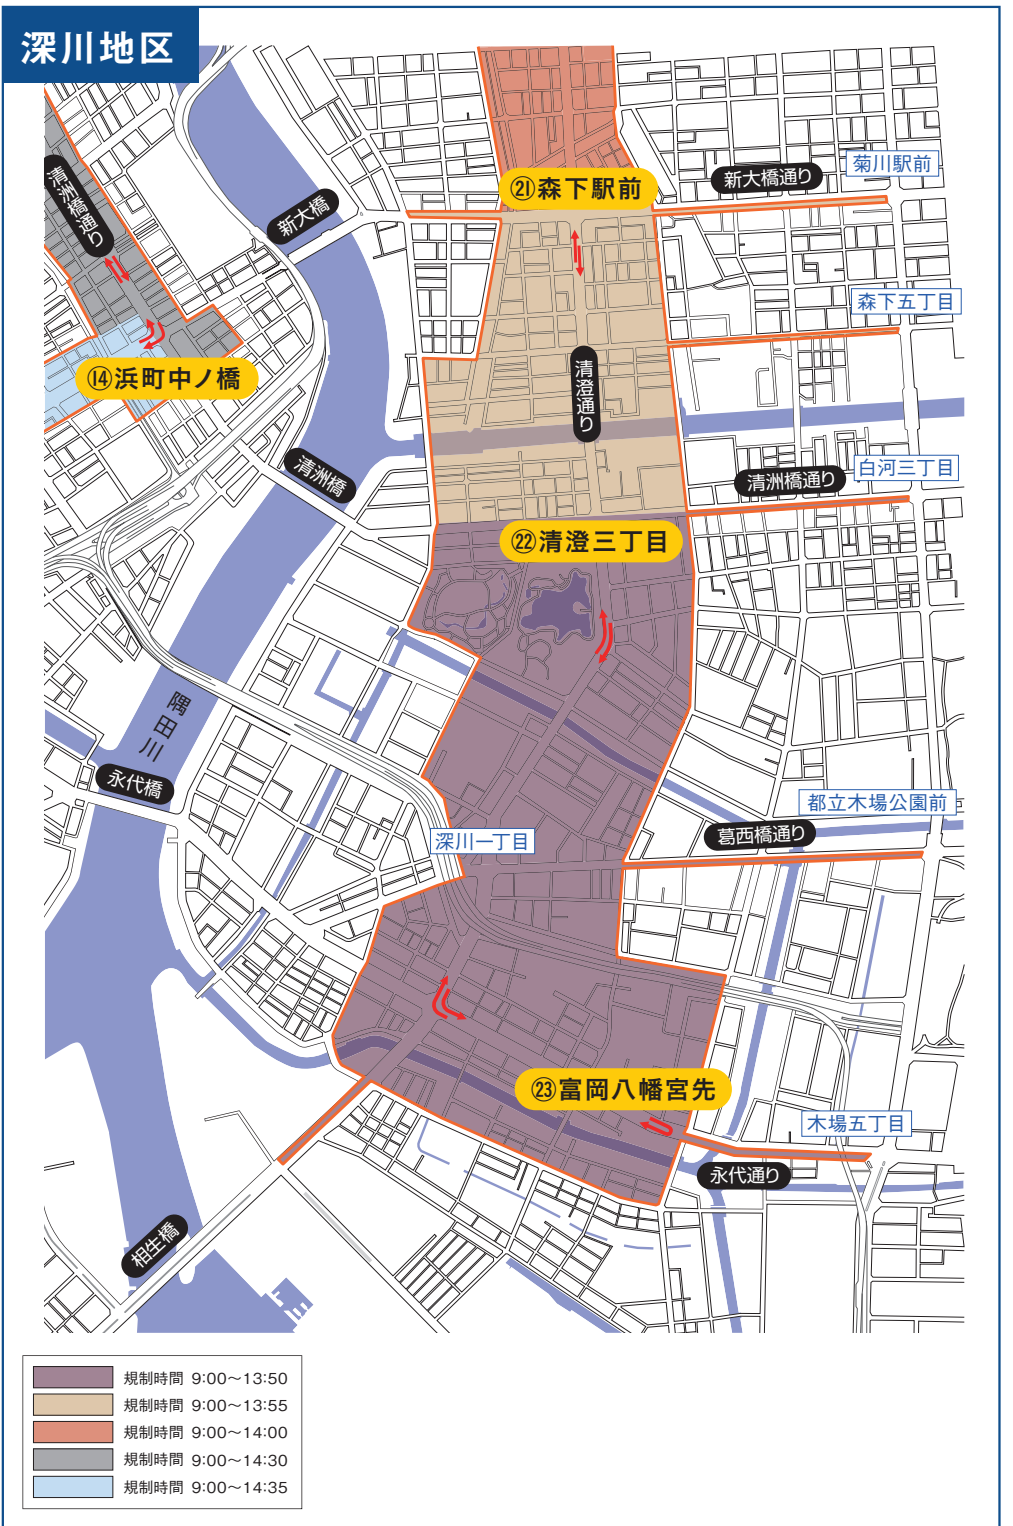 深川地区
清洲橋通り
新大橋
㉑森下駅前
新大橋通り
菊川駅前
森下五丁目
⑭浜町中ノ橋
清澄通り
清洲橋
清洲橋通り
白河三丁目
㉒清澄三丁目
隅田川
永代橋
深川一丁目
都立木場公園前
葛西橋通り
㉓富岡八幡宮先
木場五丁目
永代通り
相生橋
規制時間 9:00～13:50
規制時間 9:00～13:55
規制時間 9:00～14:00
規制時間 9:00～14:30
規制時間 9:00～14:35